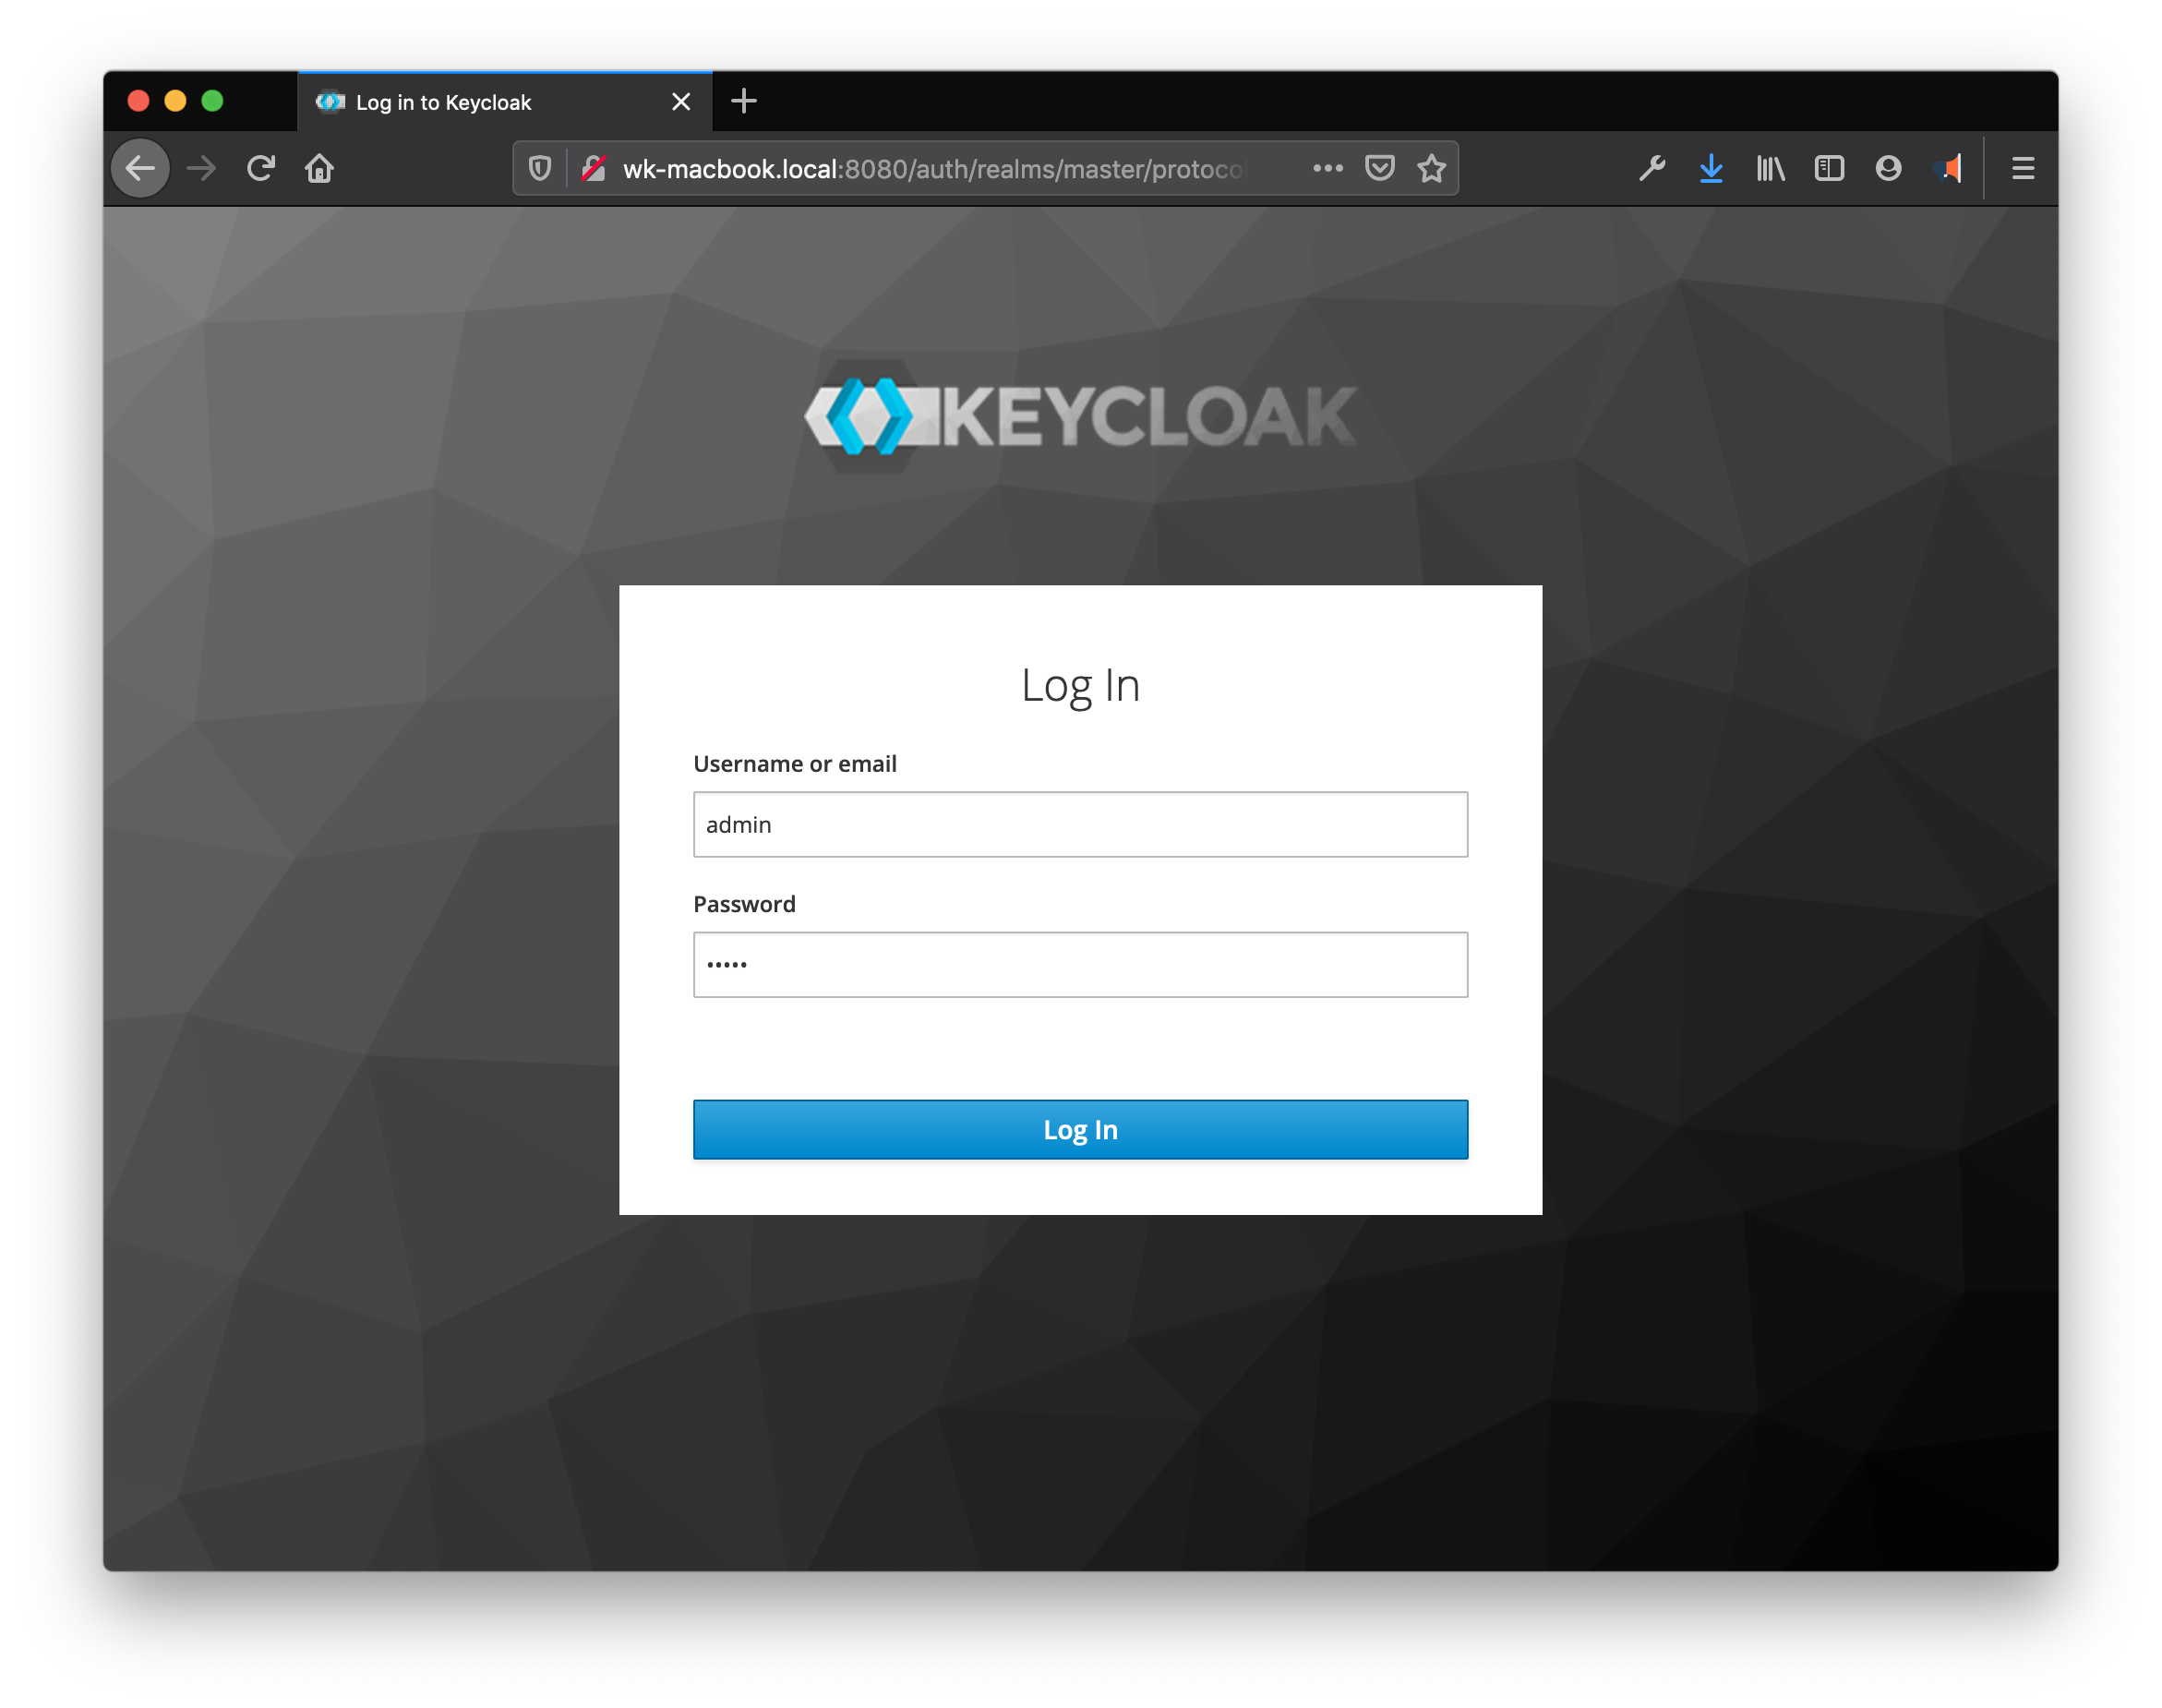 Log in to Keycloak
wk-macbook.local:8080/auth/realms/master/protoco
KEYCLOAK
Log In
Username or email
admin
Password
•••••
Log In